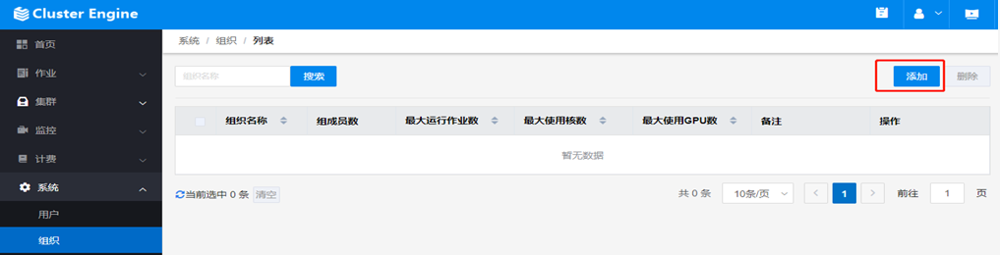 Cluster Engine
首页
作业
集群
监控
计费
系统
用户
组织
系统 / 组织 / 列表
组织名称 搜索 添加 删除
组织名称 组成员数 最大运行作业数 最大使用核数 最大使用GPU数 备注 操作
暂无数据
当前选中 0 条 清空 共 0 条 10条/页 < 1 > 前往 1 页